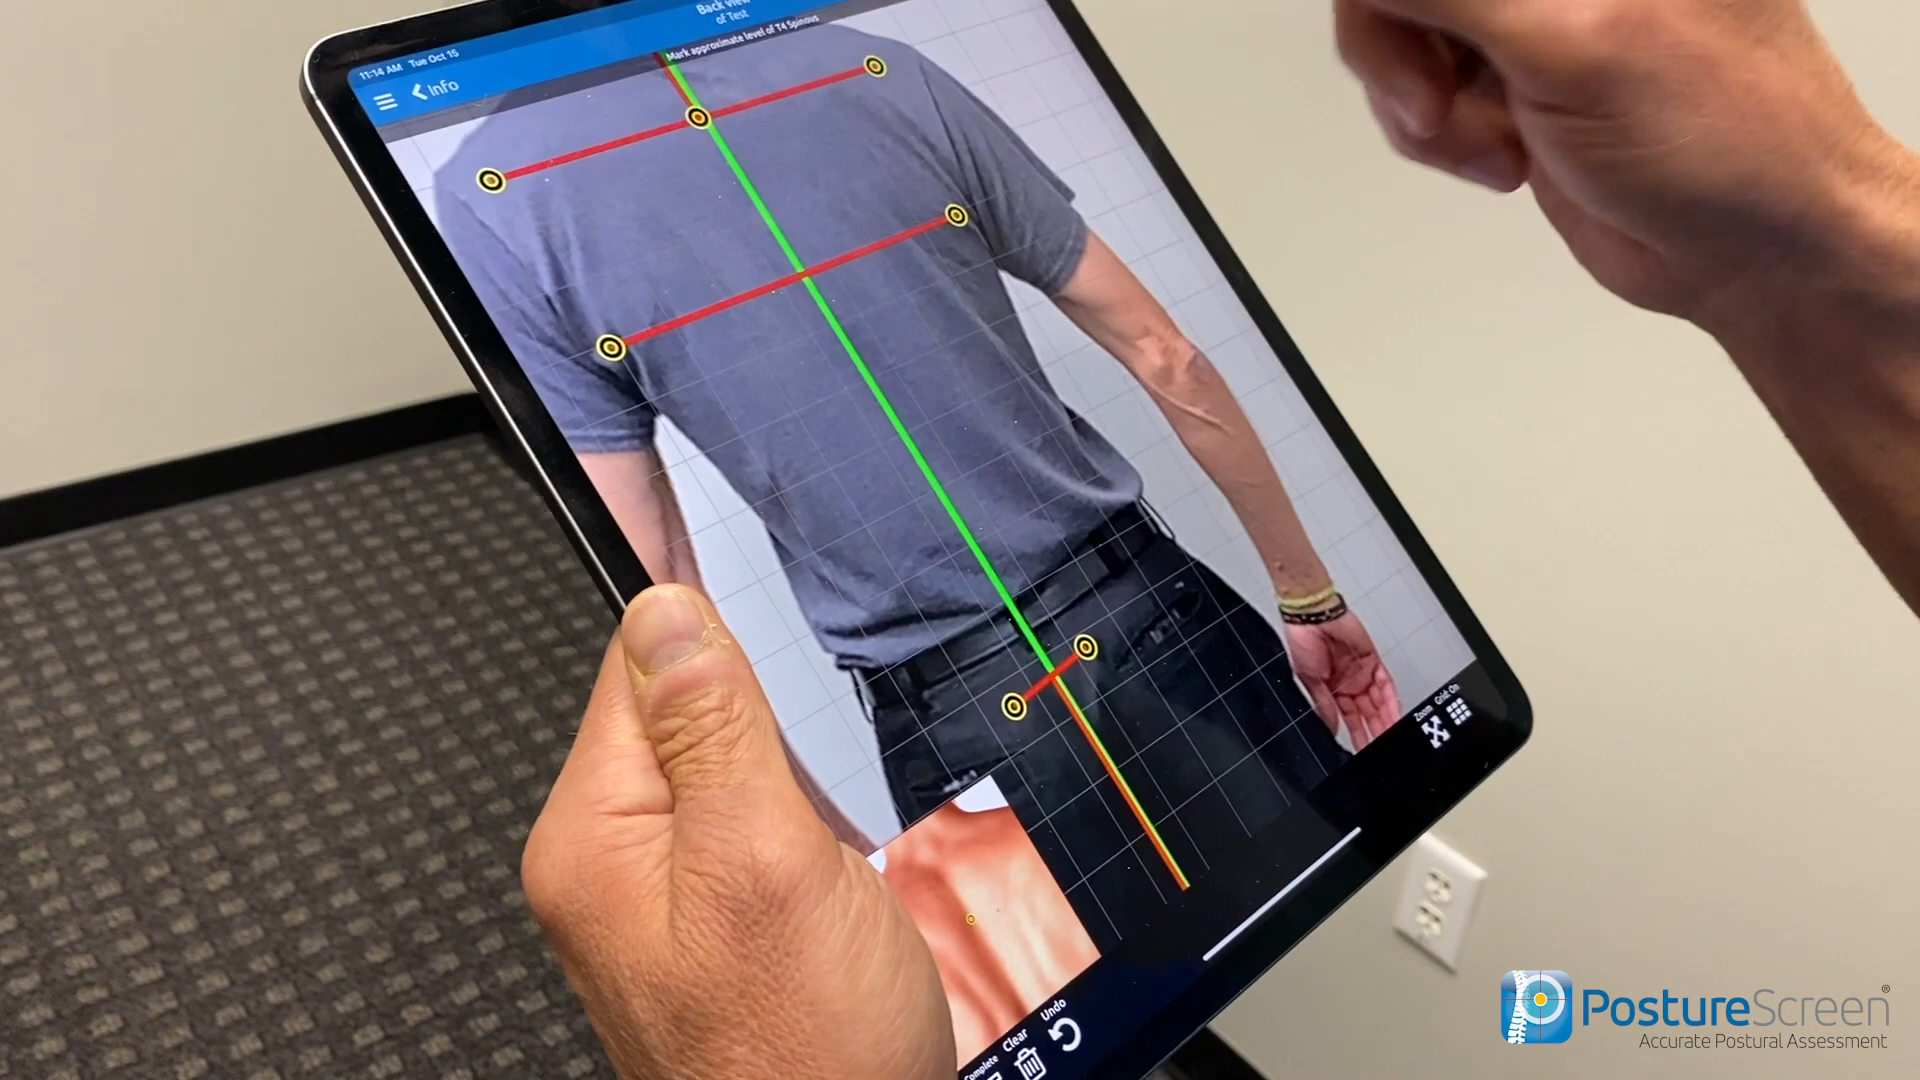 11:14 AM Tue Oct 15
Back View
of Test
Info
Mark approximate level of T4 Spinous
Zoom Grid: On
Complete Clear Undo
PostureScreen®
Accurate Postural Assessment